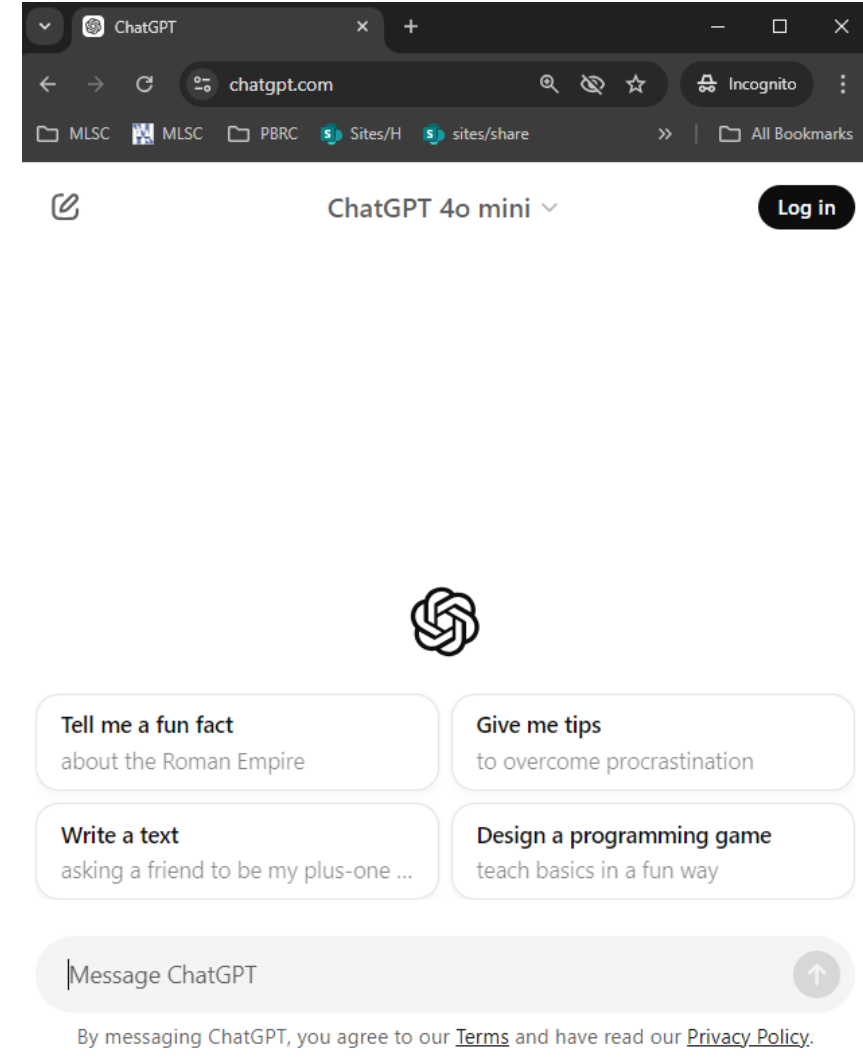 ChatGPT
chatgpt.com
Incognito
MLSC
MLSC
PBRC
Sites/H
sites/share
All Bookmarks
ChatGPT 4o mini
Log in
Tell me a fun fact
about the Roman Empire
Give me tips
to overcome procrastination
Write a text
asking a friend to be my plus-one ...
Design a programming game
teach basics in a fun way
Message ChatGPT
By messaging ChatGPT, you agree to our Terms and have read our Privacy Policy.